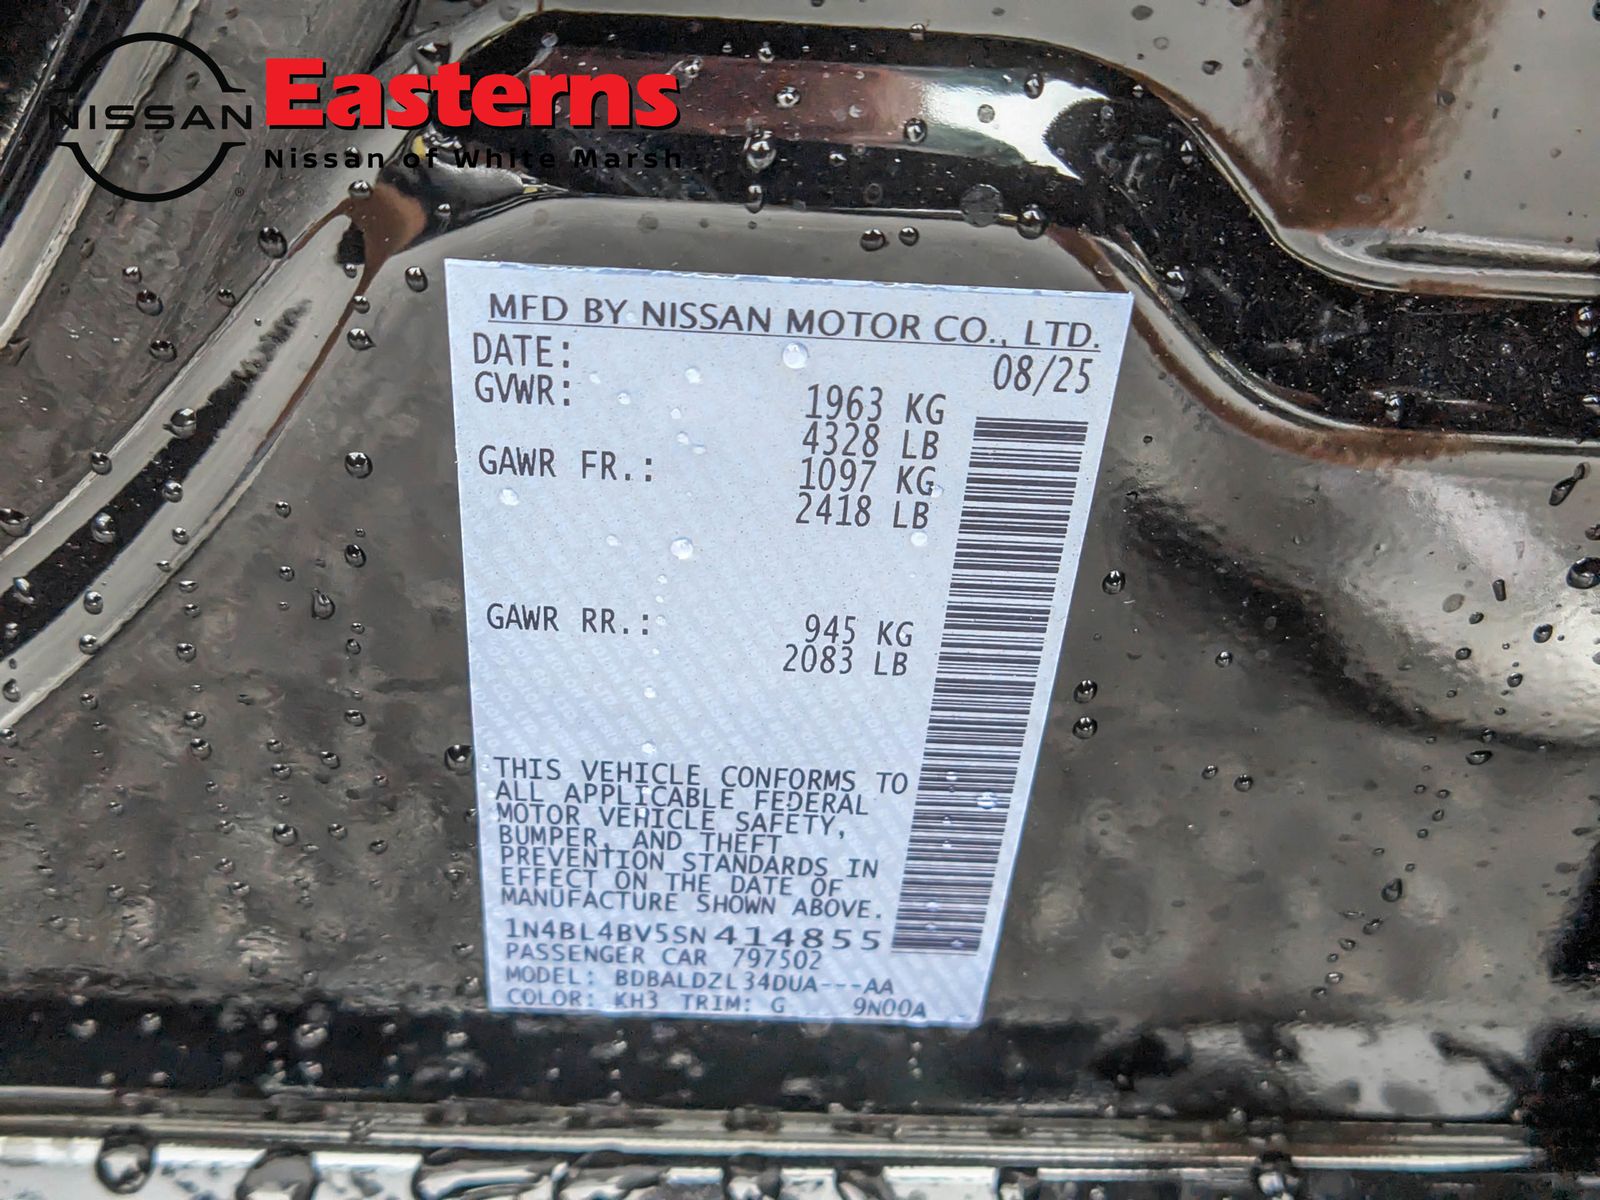 NISSAN
Easterns
Nissan of White Marsh
MFD BY NISSAN MOTOR CO., LTD.
DATE: 08/25
GVWR: 1963 KG
4328 LB
GAWR FR.: 1097 KG
2418 LB
GAWR RR.: 945 KG
2083 LB
THIS VEHICLE CONFORMS TO
ALL APPLICABLE FEDERAL
MOTOR VEHICLE SAFETY,
BUMPER, AND THEFT
PREVENTION STANDARDS IN
EFFECT ON THE DATE OF
MANUFACTURE SHOWN ABOVE.
1N4BL4BV5SN414855
PASSENGER CAR 797502
MODEL: BDBALDZL34DUA---AA
COLOR: KH3 TRIM: G 9N00A